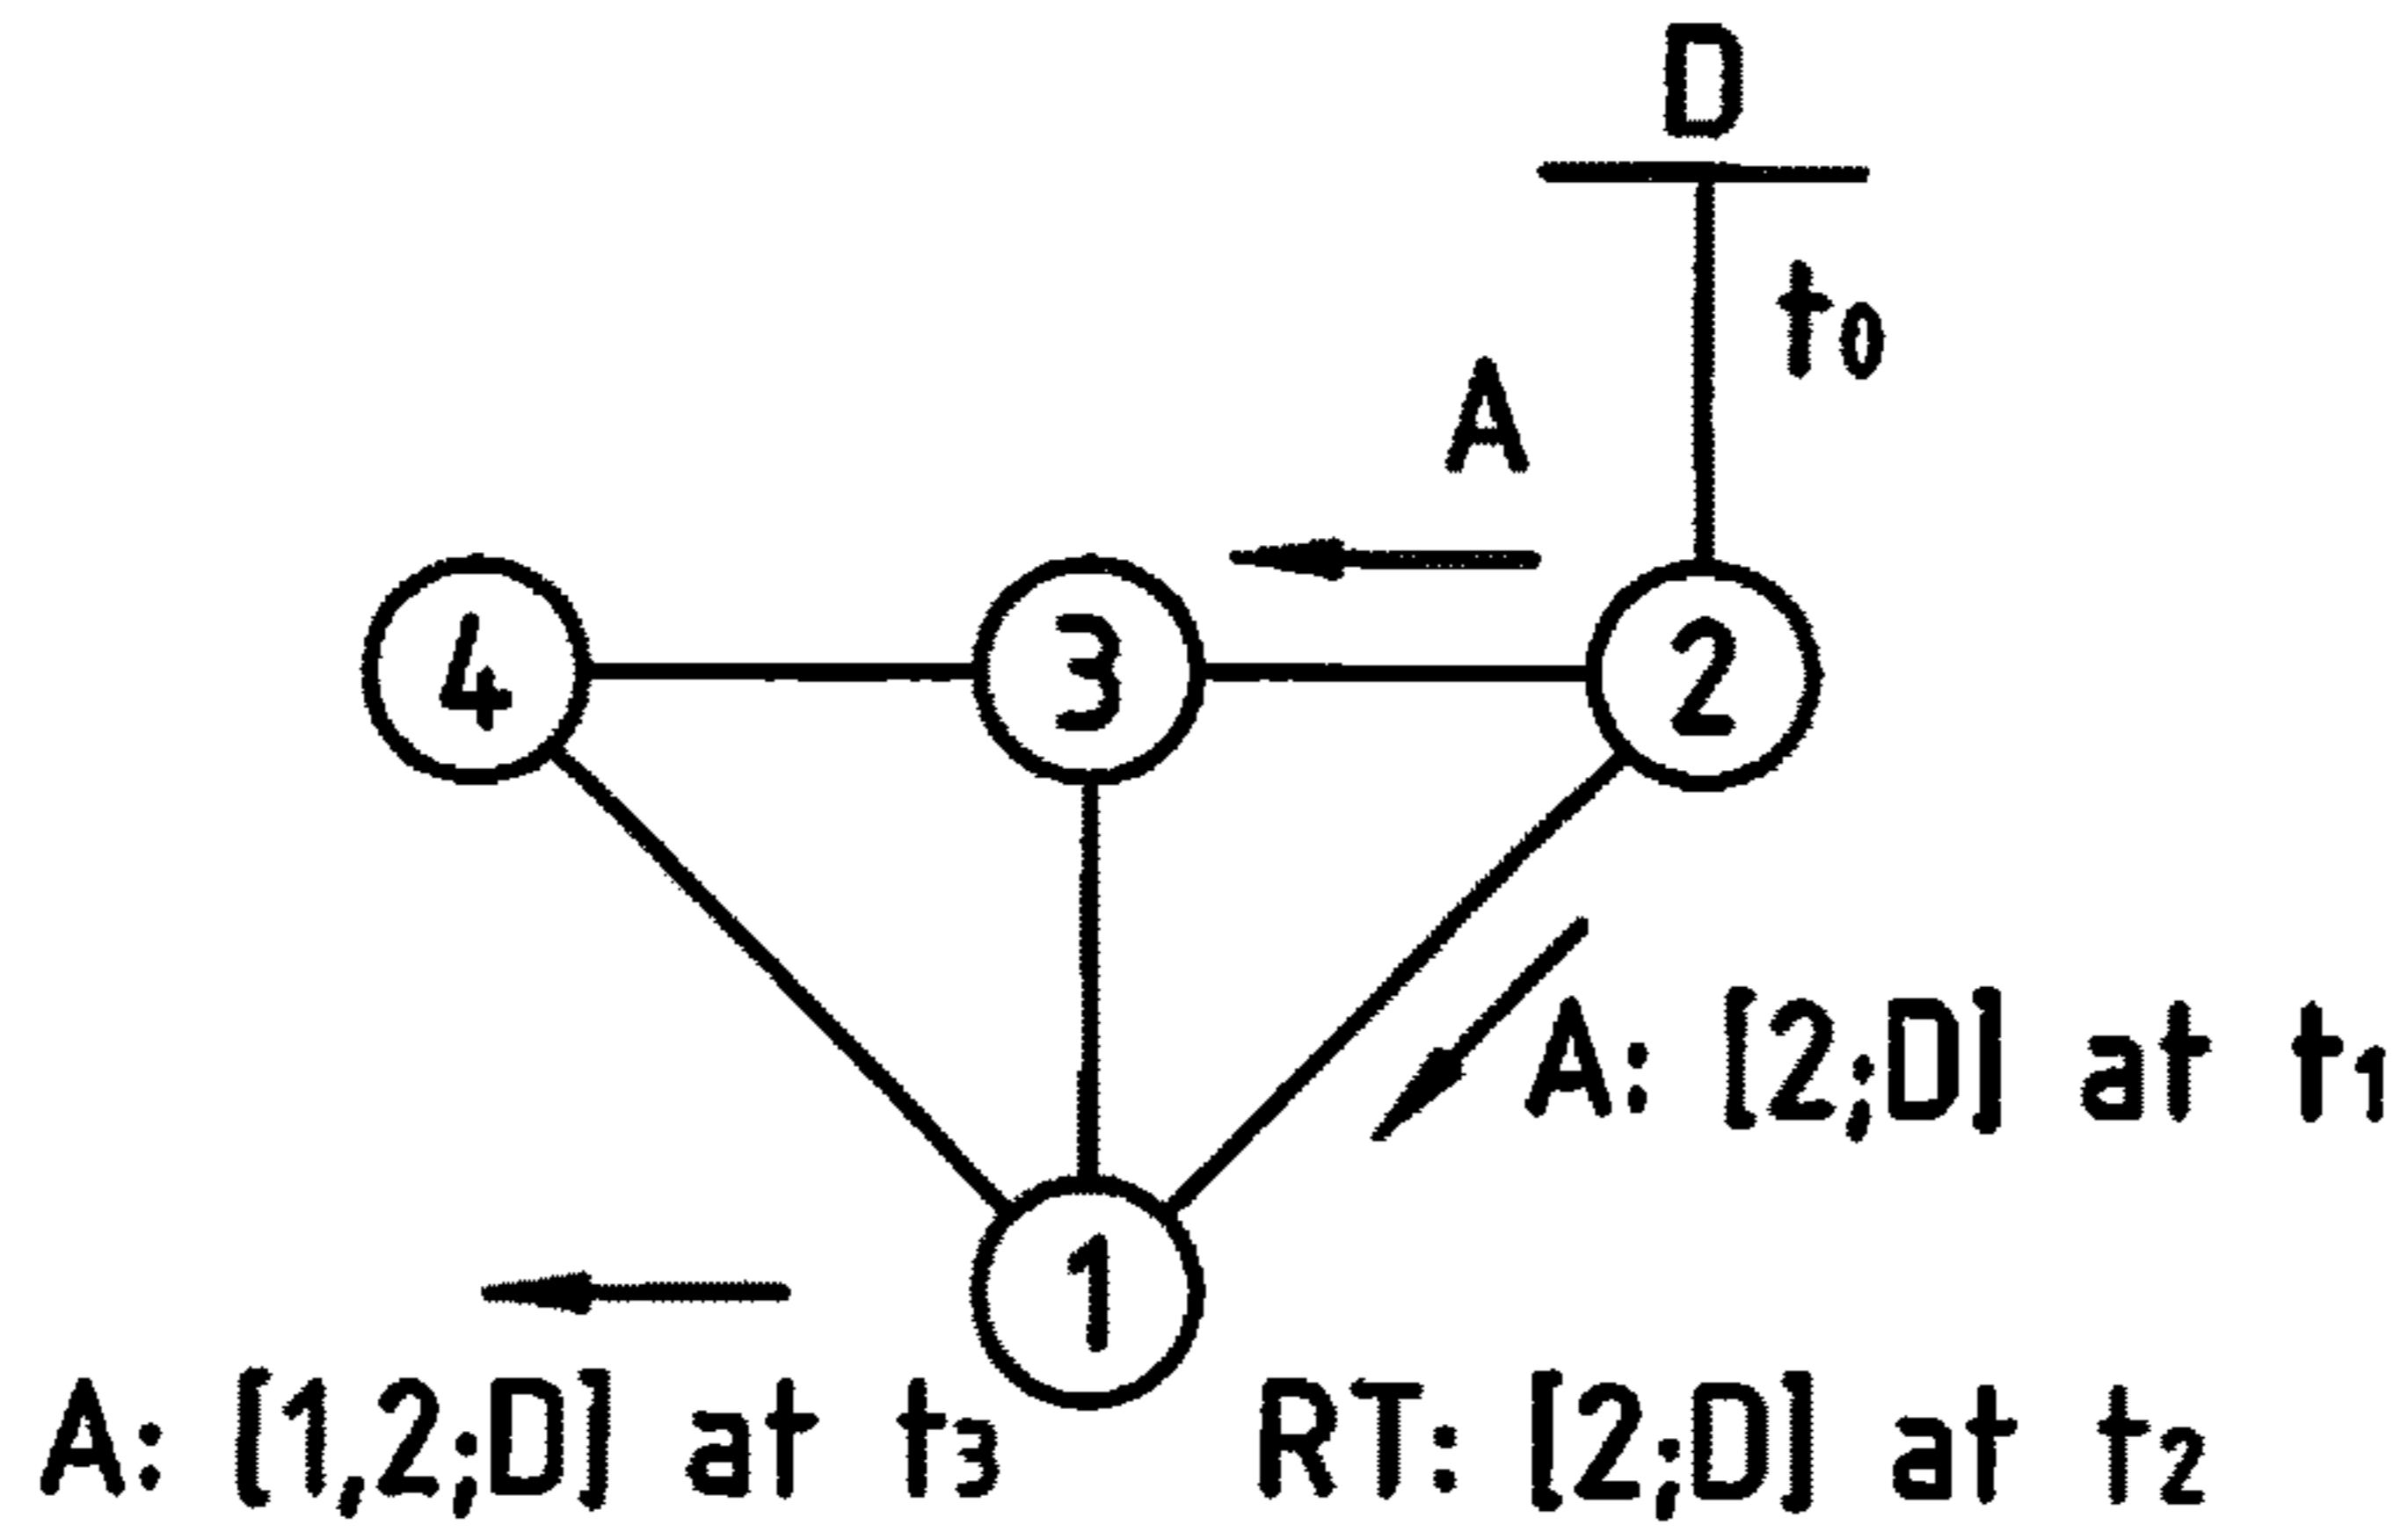 D
t0
A
4
3
2
A: [2;D] at t1
1
A: [1,2;D] at t3
RT: [2;D] at t2